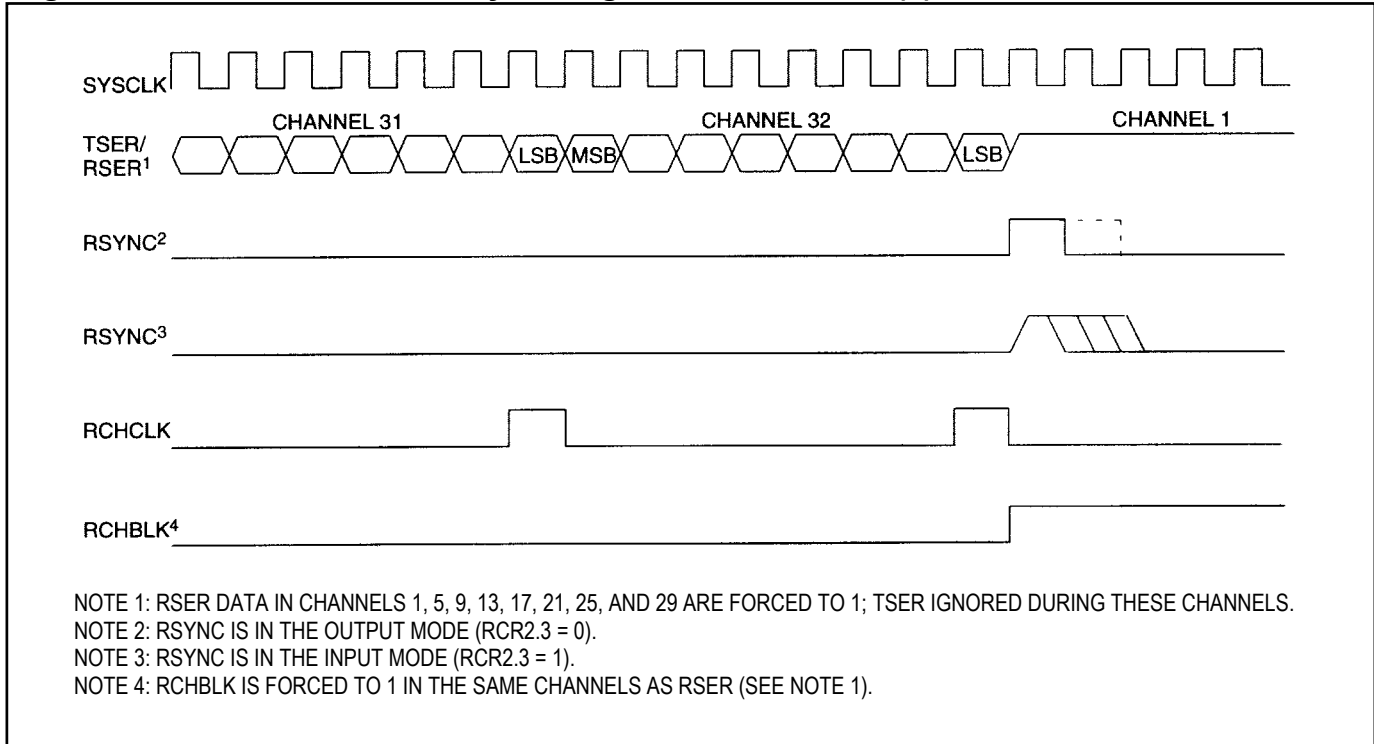 SYSCLK
CHANNEL 31 CHANNEL 32 CHANNEL 1
TSER/
RSER1
LSB MSB LSB
RSYNC2
RSYNC3
RCHCLK
RCHBLK4
NOTE 1: RSER DATA IN CHANNELS 1, 5, 9, 13, 17, 21, 25, AND 29 ARE FORCED TO 1; TSER IGNORED DURING THESE CHANNELS.
NOTE 2: RSYNC IS IN THE OUTPUT MODE (RCR2.3 = 0).
NOTE 3: RSYNC IS IN THE INPUT MODE (RCR2.3 = 1).
NOTE 4: RCHBLK IS FORCED TO 1 IN THE SAME CHANNELS AS RSER (SEE NOTE 1).